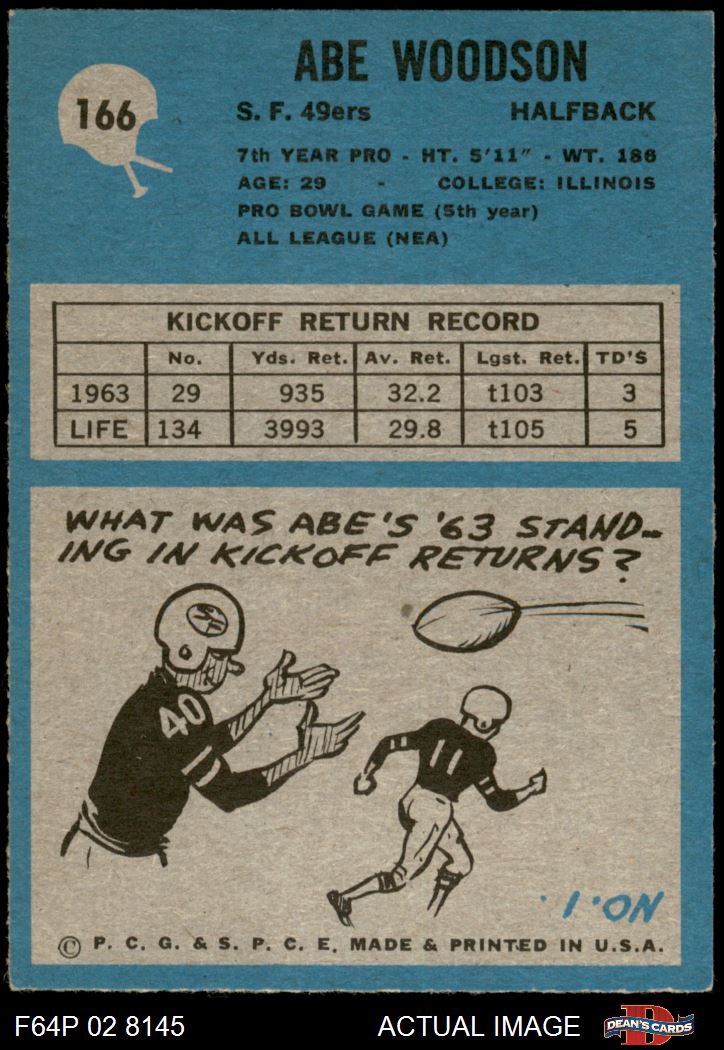 ABE WOODSON
166
S. F. 49ers HALFBACK
7th YEAR PRO - HT. 5'11" - WT. 186
AGE: 29 - COLLEGE: ILLINOIS
PRO BOWL GAME (5th year)
ALL LEAGUE (NEA)
KICKOFF RETURN RECORD
No. Yds. Ret. Av. Ret. Lgst. Ret. TD'S
1963 29 935 32.2 t103 3
LIFE 134 3993 29.8 t105 5
WHAT WAS ABE'S '63 STAND-
ING IN KICKOFF RETURNS?
SF
40
11
NO. 1.
© P. C. G. & S. P. C. E. MADE & PRINTED IN U.S.A.
F64P 02 8145 ACTUAL IMAGE
D
DEAN'S CARDS